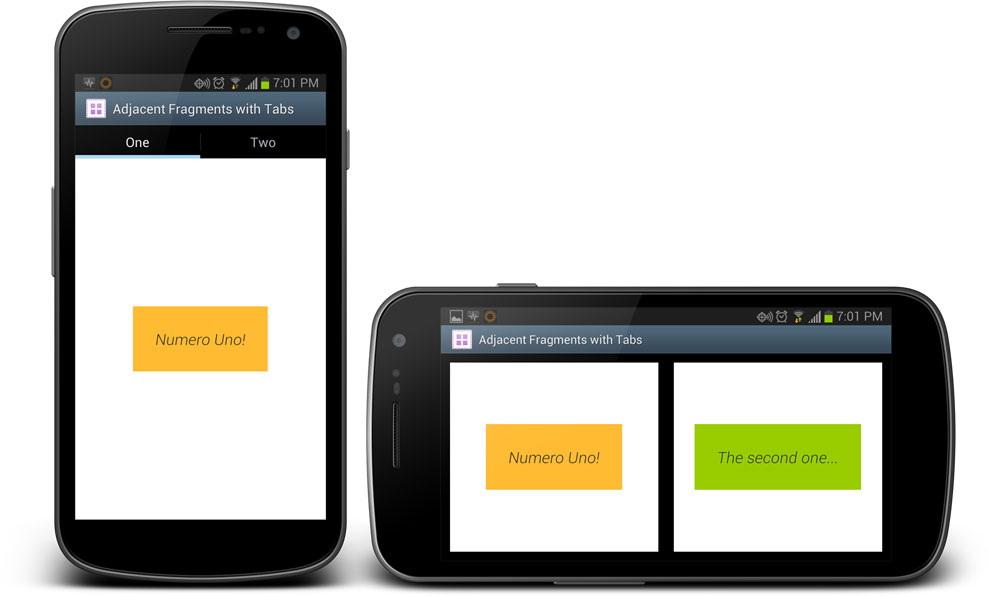 7:01 PM
Adjacent Fragments with Tabs
One Two
Numero Uno!
7:01 PM
Adjacent Fragments with Tabs
Numero Uno! The second one...